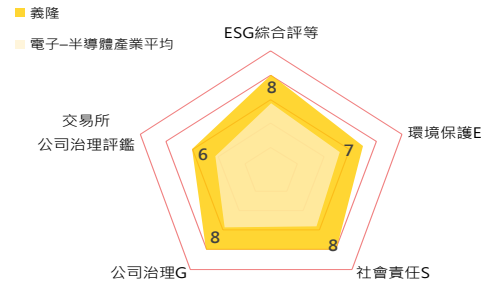 義隆
電子–半導體產業平均
ESG綜合評等
8
交易所
公司治理評鑑
6
7
環境保護E
8
8
公司治理G
社會責任S